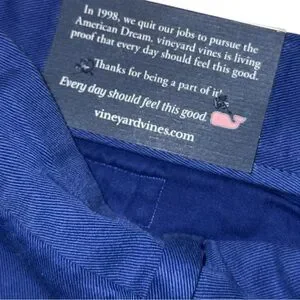 In 1998, we quit our jobs to pursue the
American Dream. vineyard vines is living
proof that every day should feel this good.
Thanks for being a part of it!
Every day should feel this good.
vineyardvines.com